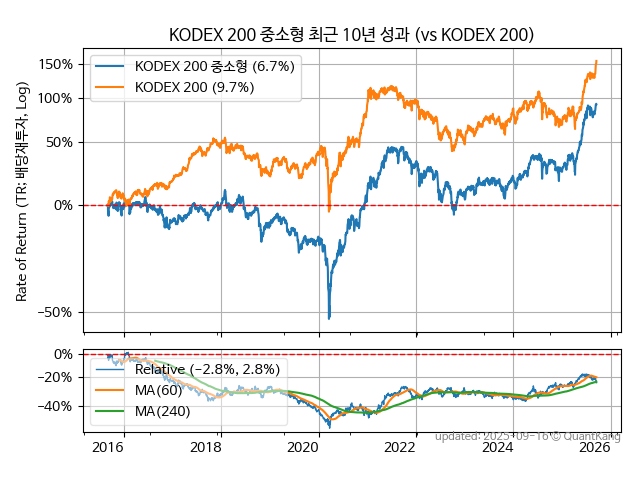 KODEX 200 중소형 최근 10년 성과 (vs KODEX 200)
Rate of Return (TR: 배당재투자, Log)
150%
100%
50%
0%
−50%
KODEX 200 중소형 (6.7%)
KODEX 200 (9.7%)
0%
−20%
−40%
Relative (−2.8%, 2.8%)
MA(60)
MA(240)
2016 2018 2020 2022 2024 2026
updated: 2025-09-16 © QuantKang